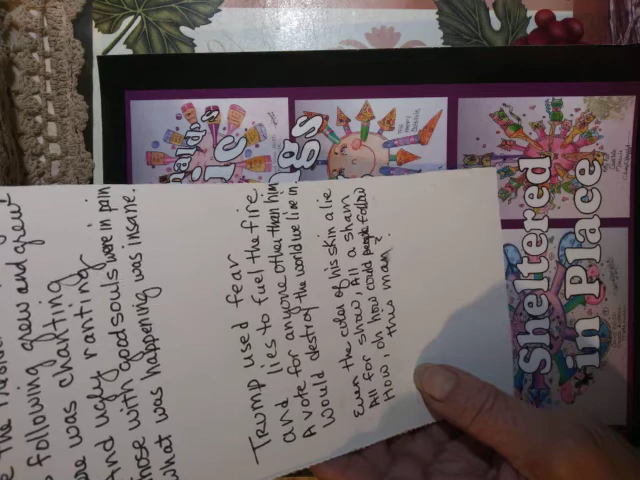 the
following grew and grew
was chanting
And ugly ranting
those with good souls were in pain
what was happening was insane.
Trump used fear
and lies to fuel the fire
A vote for anyone other than him
would destroy the world we live in.
Even the color of his skin a lie
All for show. All a sham
How, oh how could people follow
this man?
Sheltered
in Place